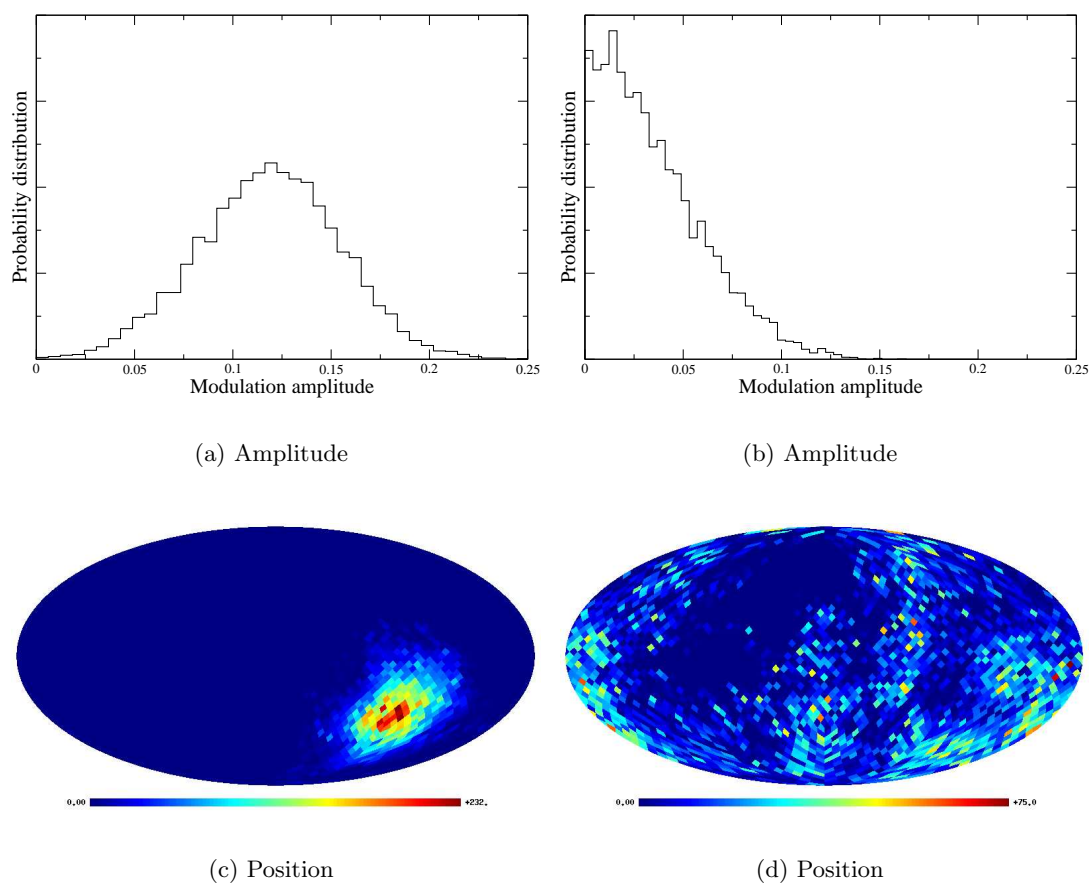 Probability distribution
0 0.05 0.1 0.15 0.2 0.25
Modulation amplitude
(a) Amplitude
Probability distribution
0 0.05 0.1 0.15 0.2 0.25
Modulation amplitude
(b) Amplitude
0.00 +232.
(c) Position
0.00 +75.0
(d) Position